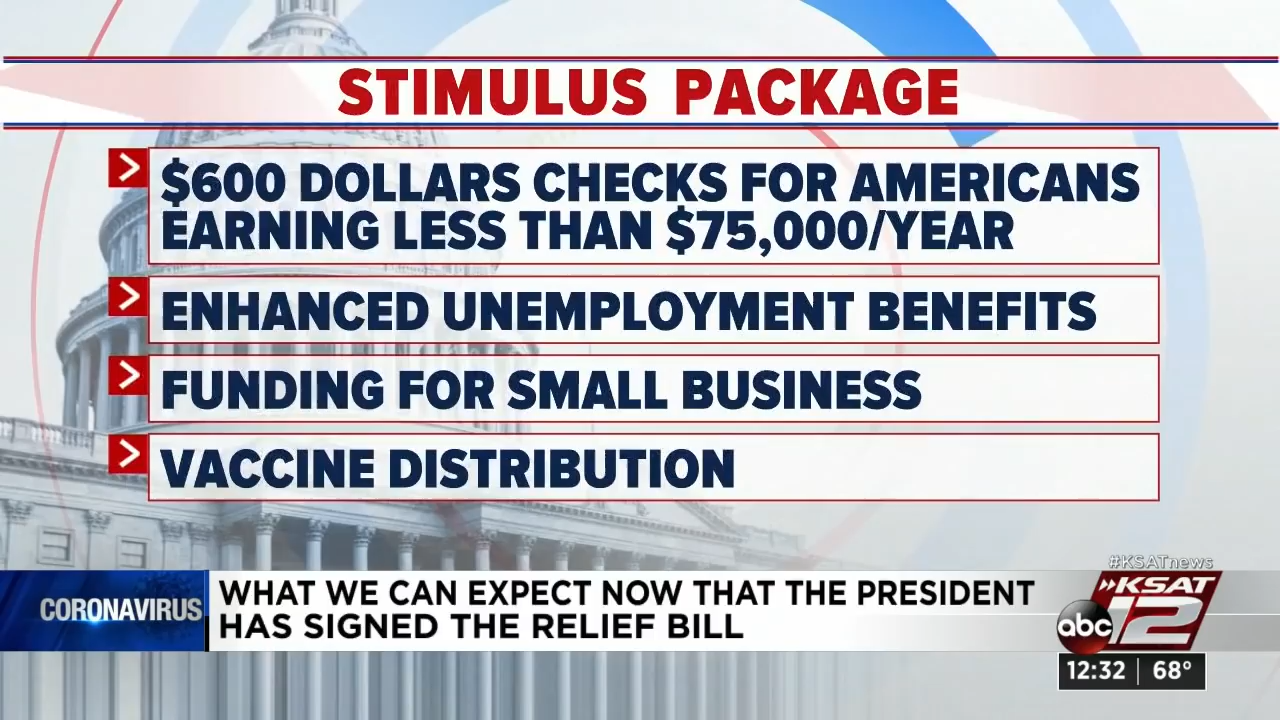 STIMULUS PACKAGE
$600 DOLLARS CHECKS FOR AMERICANS
EARNING LESS THAN $75,000/YEAR
ENHANCED UNEMPLOYMENT BENEFITS
FUNDING FOR SMALL BUSINESS
VACCINE DISTRIBUTION
#KSATnews
CORONAVIRUS
WHAT WE CAN EXPECT NOW THAT THE PRESIDENT
HAS SIGNED THE RELIEF BILL
KSAT
abc 12
12:32 68°